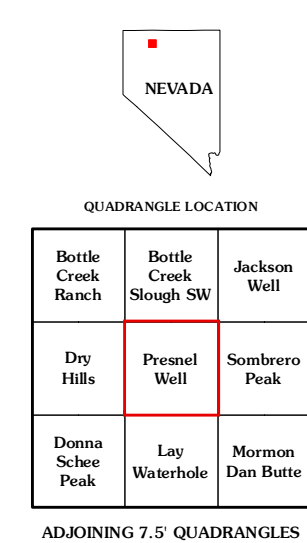 NEVADA
QUADRANGLE LOCATION
Bottle
Creek
Ranch
Bottle
Creek
Slough SW
Jackson
Well
Dry
Hills
Presnel
Well
Sombrero
Peak
Donna
Schee
Peak
Lay
Waterhole
Mormon
Dan Butte
ADJOINING 7.5' QUADRANGLES